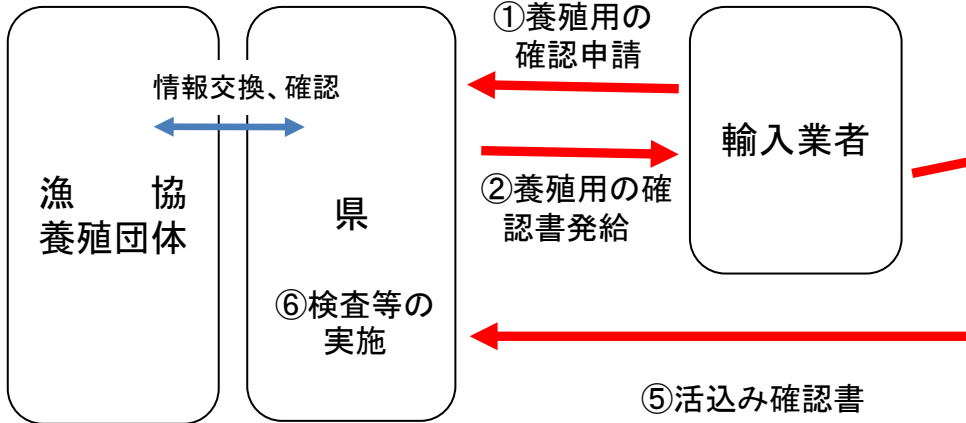 ①養殖用の
確認申請
情報交換、確認
輸入業者
②養殖用の確
認書発給
漁　　協
養殖団体
県
⑥検査等の
実施
⑤活込み確認書